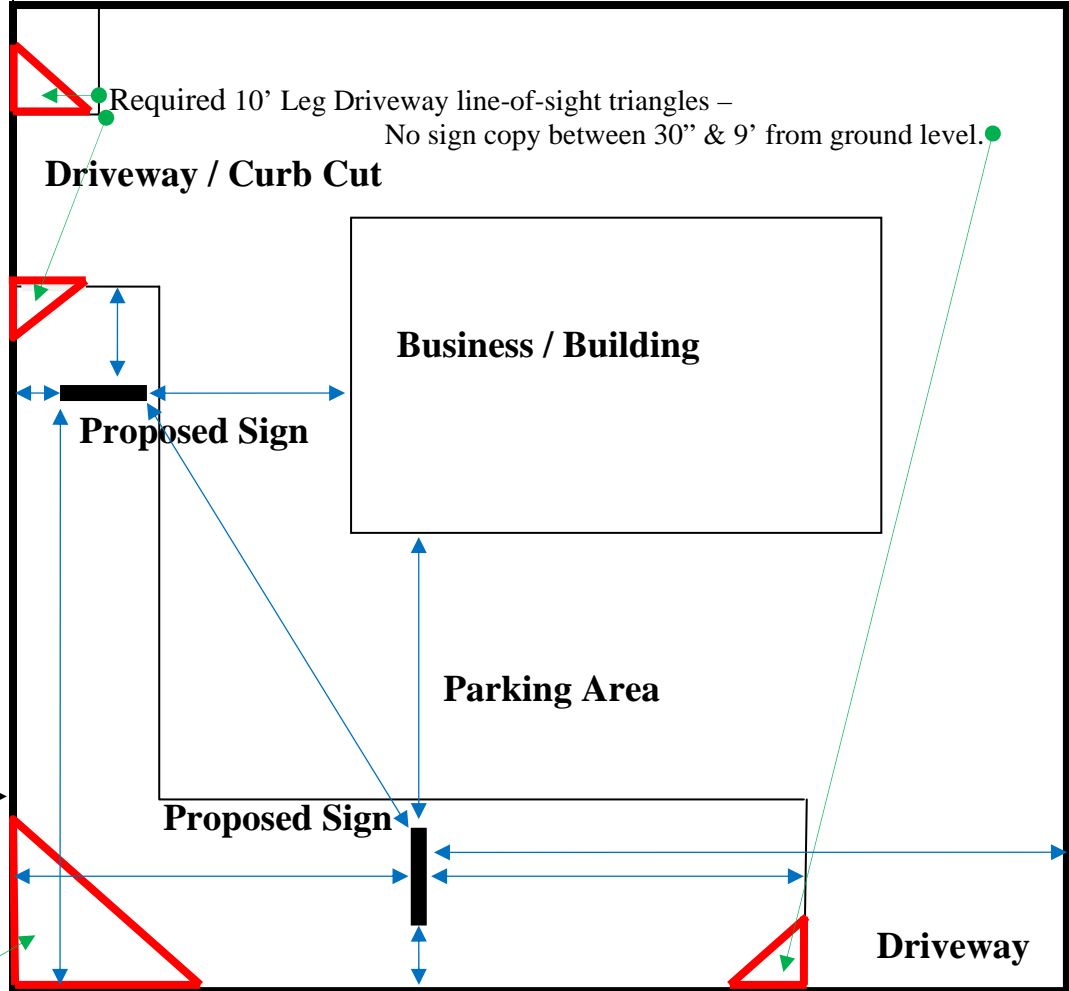 Required 10’ Leg Driveway line-of-sight triangles –
No sign copy between 30” & 9’ from ground level.
Driveway / Curb Cut
Business / Building
Proposed Sign
Parking Area
Proposed Sign
Driveway